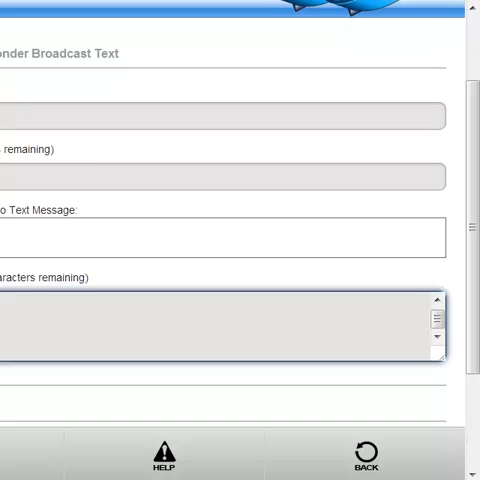 onder Broadcast Text
remaining)
o Text Message:
aracters remaining)
HELP
BACK